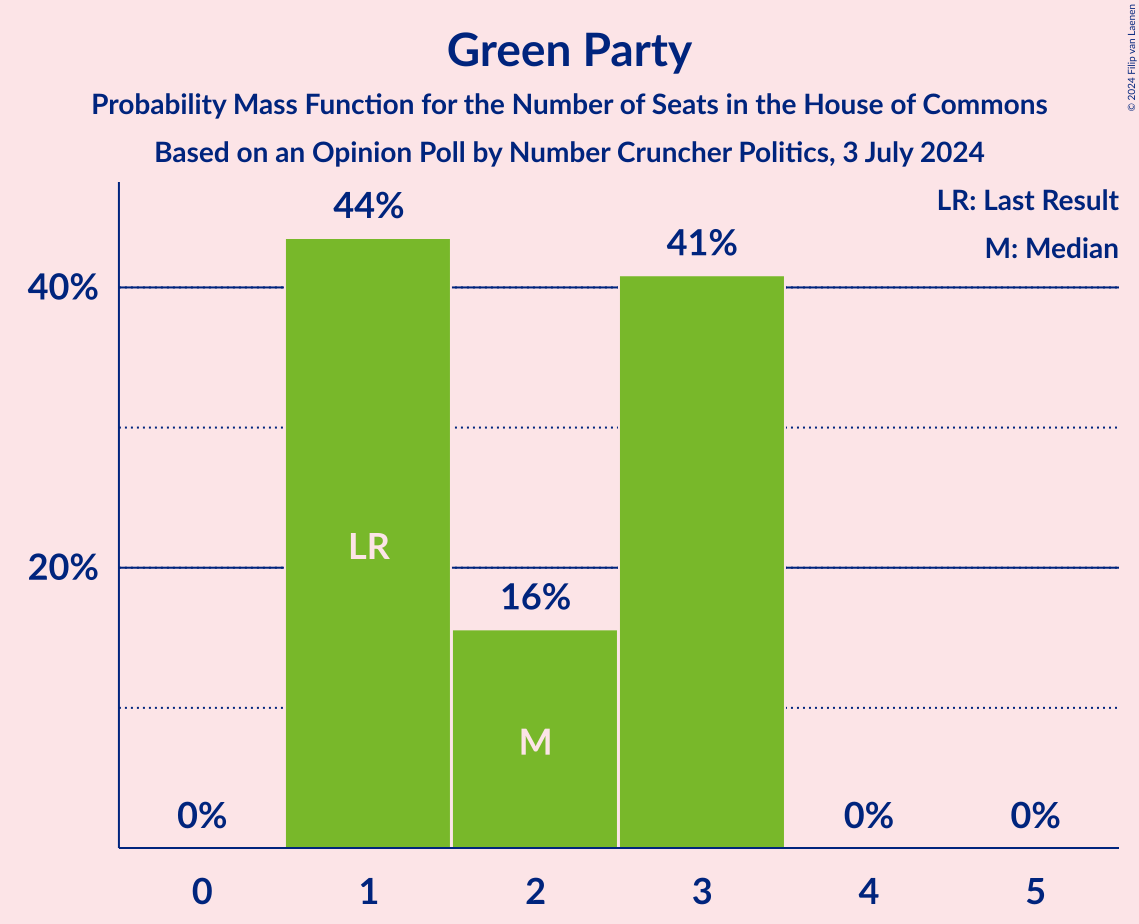 Green Party
Probability Mass Function for the Number of Seats in the House of Commons
Based on an Opinion Poll by Number Cruncher Politics, 3 July 2024
© 2024 Filip van Laenen
LR: Last Result
M: Median
44%
41%
40%
LR
20%
16%
M
0%
0%
0%
0 1 2 3 4 5